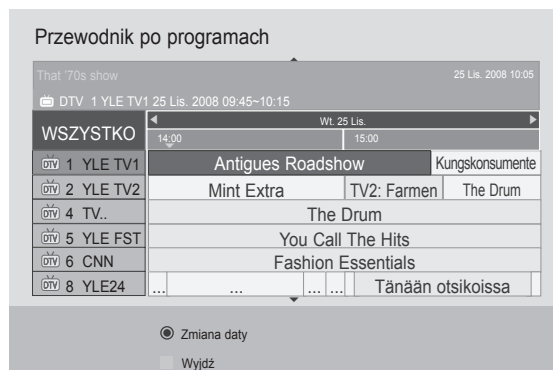 Przewodnik po programach
That '70s show 25 Lis. 2008 10:05
DTV 1 YLE TV1 25 Lis. 2008 09:45~10:15
Wt. 25 Lis.
WSZYSTKO 14:00 15:00
DTV 1 YLE TV1 Antigues Roadshow Kungskonsumente
DTV 2 YLE TV2 Mint Extra TV2: Farmen The Drum
DTV 4 TV.. The Drum
DTV 5 YLE FST You Call The Hits
DTV 6 CNN Fashion Essentials
DTV 8 YLE24 ... ... ... ... Tänään otsikoissa
Zmiana daty
Wyjdź